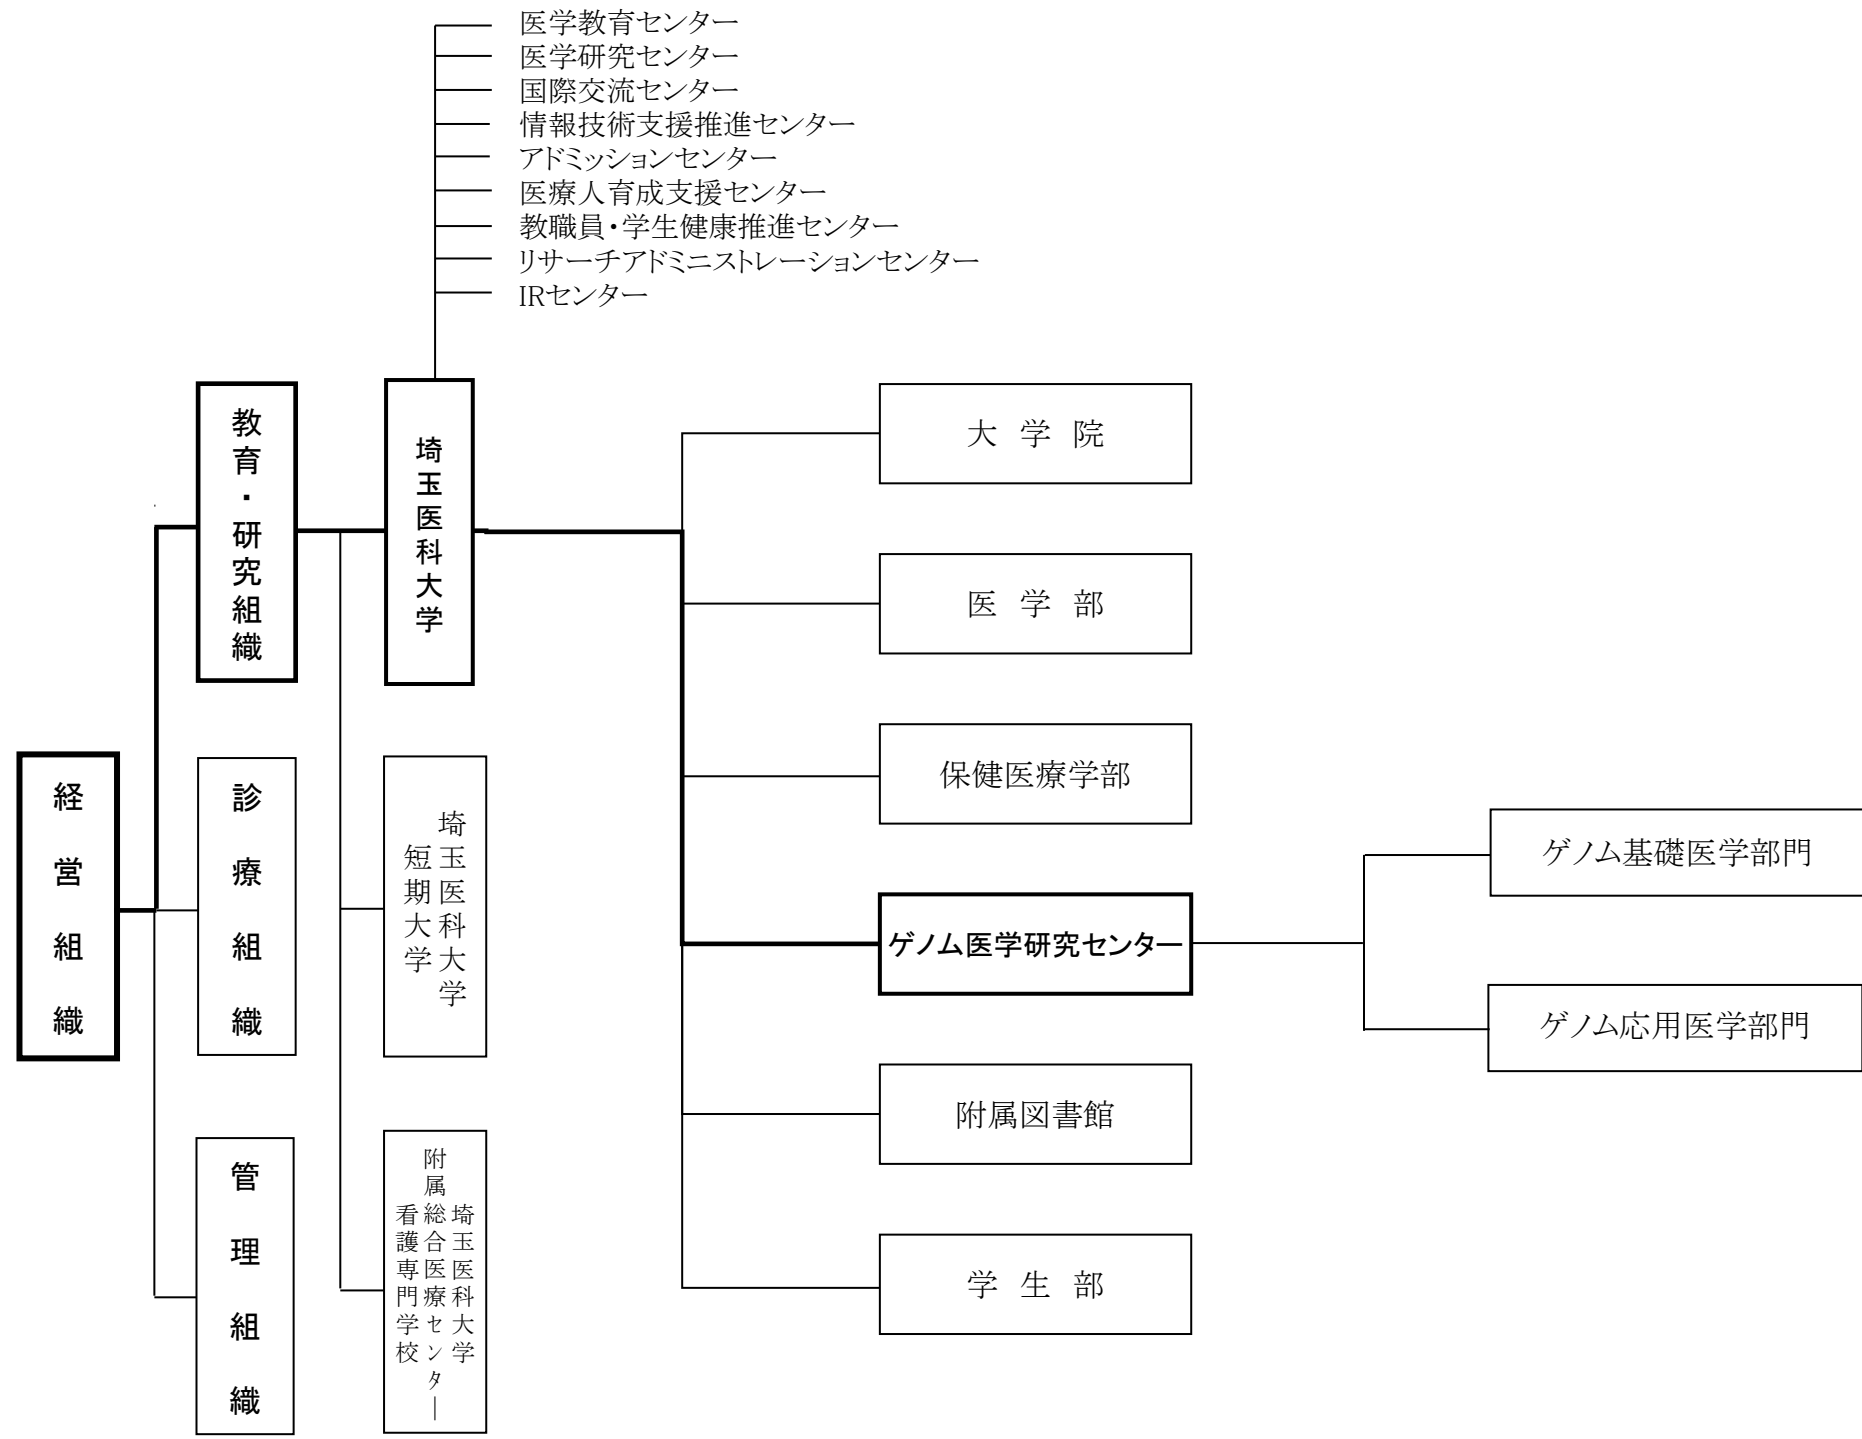 医学教育センター
医学研究センター
国際交流センター
情報技術支援推進センター
アドミッションセンター
医療人育成支援センター
教職員・学生健康推進センター
リサーチアドミニストレーションセンター
IRセンター
経営組織
教育・研究組織
診療組織
管理組織
埼玉医科大学
埼玉医科大学
短期大学
埼玉医科大学
附属総合医療センター
看護専門学校
大学院
医学部
保健医療学部
ゲノム医学研究センター
附属図書館
学生部
ゲノム基礎医学部門
ゲノム応用医学部門